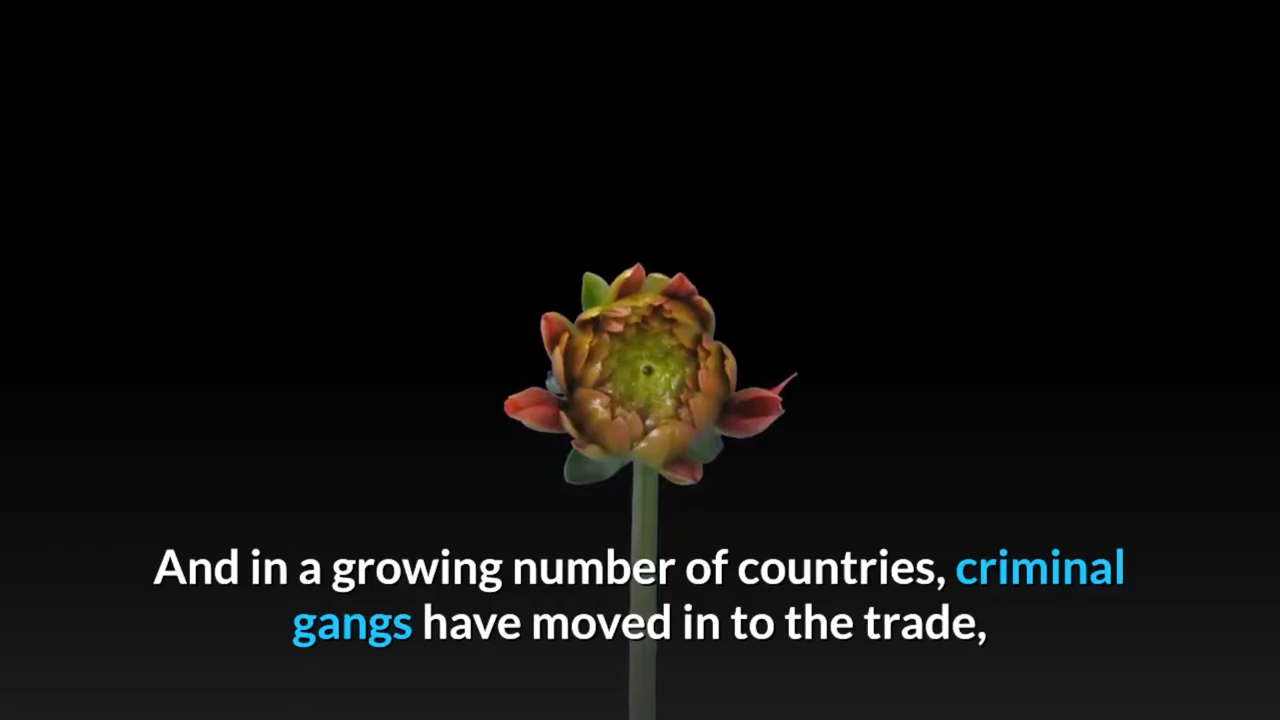 And in a growing number of countries, criminal
gangs have moved in to the trade,